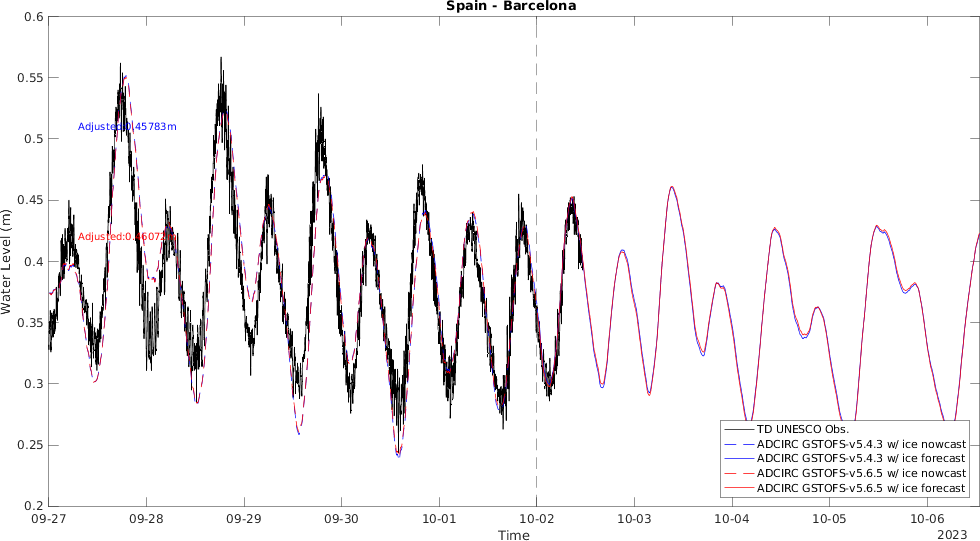 Spain - Barcelona
0.6
0.55
0.5
0.45
0.4
0.35
0.3
0.25
0.2
Water Level (m)
Adjusted:0.45783m
TD UNESCO Obs.
ADCIRC GSTOFS-v5.4.3 w/ ice nowcast
ADCIRC GSTOFS-v5.4.3 w/ ice forecast
ADCIRC GSTOFS-v5.6.5 w/ ice nowcast
ADCIRC GSTOFS-v5.6.5 w/ ice forecast
09-27 09-28 09-29 09-30 10-01 10-02 10-03 10-04 10-05 10-06
Time
2023